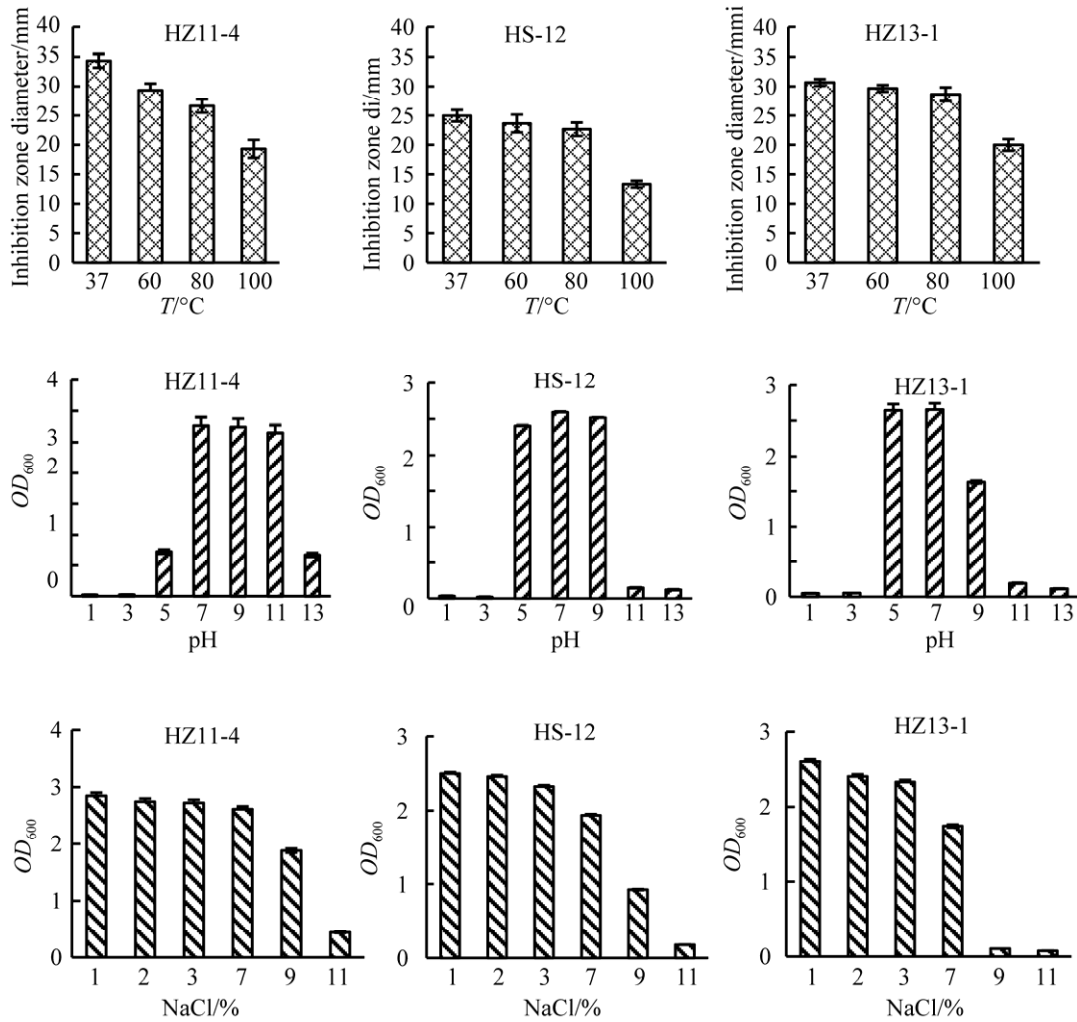 HZ11-4
Inhibition zone diameter/mm
40
35
30
25
20
15
10
5
0
37 60 80 100
T/°C
HS-12
Inhibition zone di/mm
40
35
30
25
20
15
10
5
0
37 60 80 100
T/°C
HZ13-1
Inhibition zone diameter/mmi
40
35
30
25
20
15
10
5
0
37 60 80 100
T/°C
HZ11-4
OD600
4
3
2
1
0
1 3 5 7 9 11 13
pH
HS-12
OD600
3
2
1
0
1 3 5 7 9 11 13
pH
HZ13-1
OD600
3
2
1
0
1 3 5 7 9 11 13
pH
HZ11-4
OD600
4
3
2
1
0
1 2 3 7 9 11
NaCl/%
HS-12
OD600
3
2
1
0
1 2 3 7 9 11
NaCl/%
HZ13-1
OD600
3
2
1
0
1 2 3 7 9 11
NaCl/%